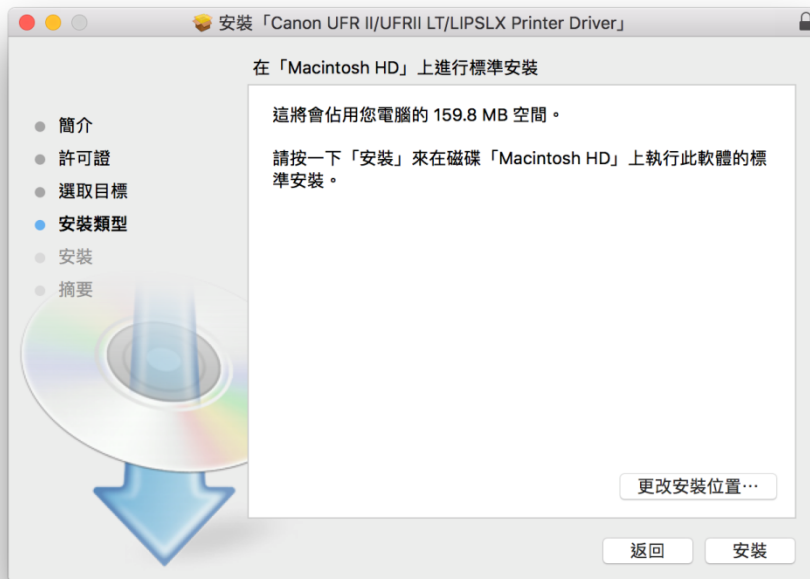 安裝「Canon UFR II/UFRII LT/LIPSLX Printer Driver」
在「Macintosh HD」上進行標準安裝
簡介
許可證
選取目標
安裝類型
安裝
摘要
這將會佔用您電腦的 159.8 MB 空間。
請按一下「安裝」來在磁碟「Macintosh HD」上執行此軟體的標
準安裝。
更改安裝位置⋯
返回
安裝